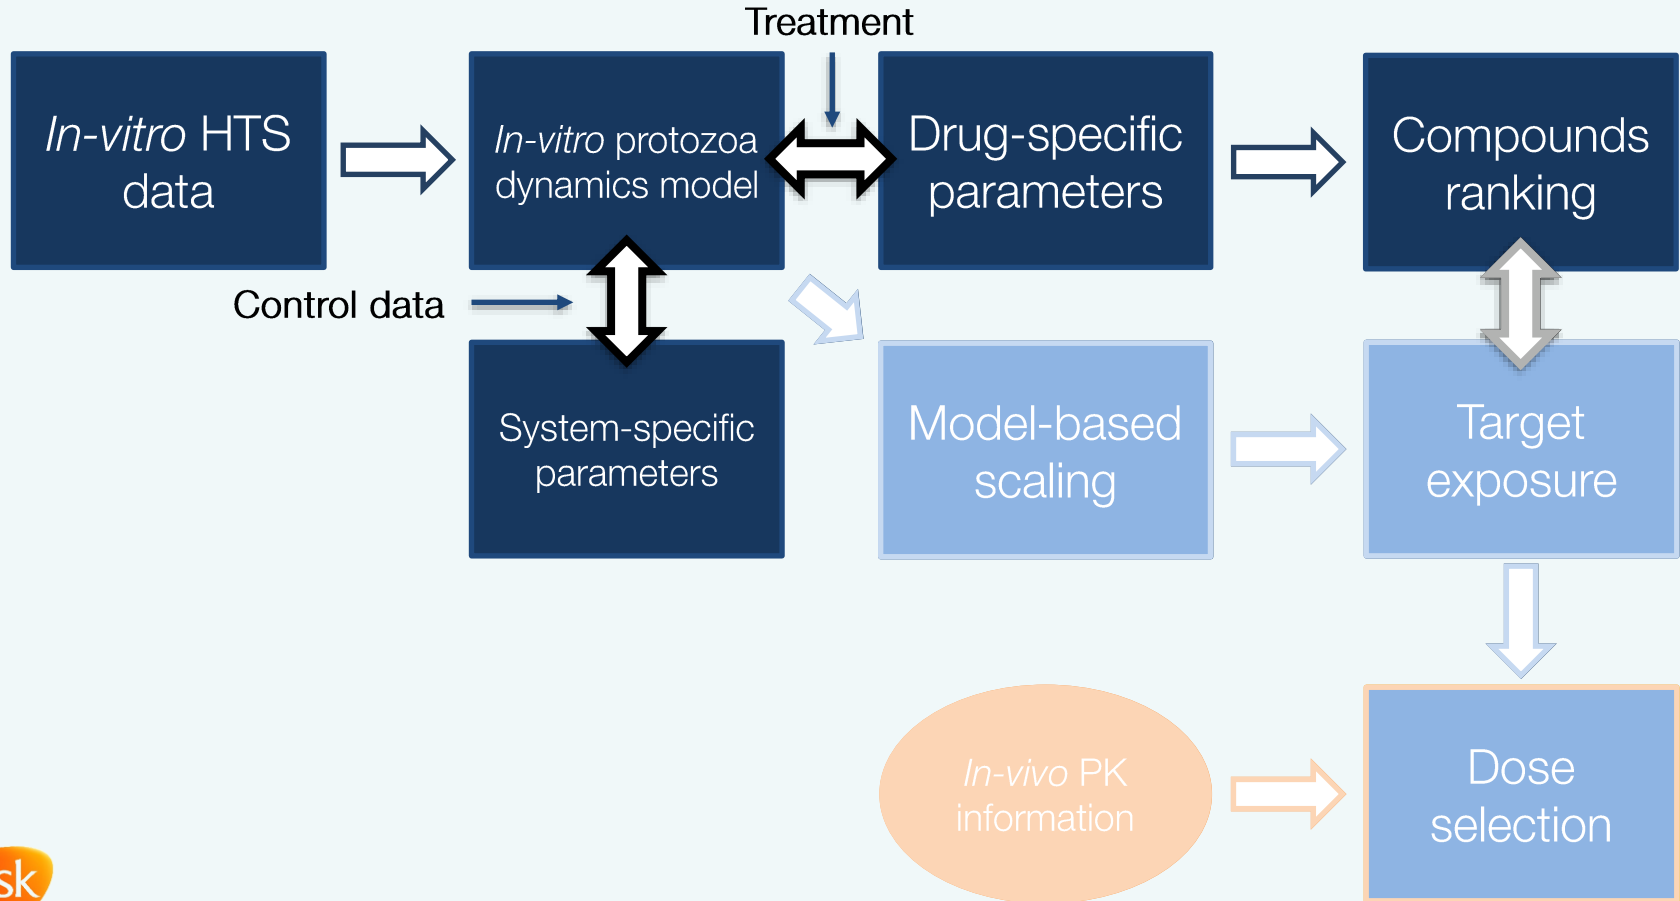 Treatment
In-vitro HTS
data
In-vitro protozoa
dynamics model
Drug-specific
parameters
Compounds
ranking
Control data
System-specific
parameters
Model-based
scaling
Target
exposure
In-vivo PK
information
Dose
selection
sk